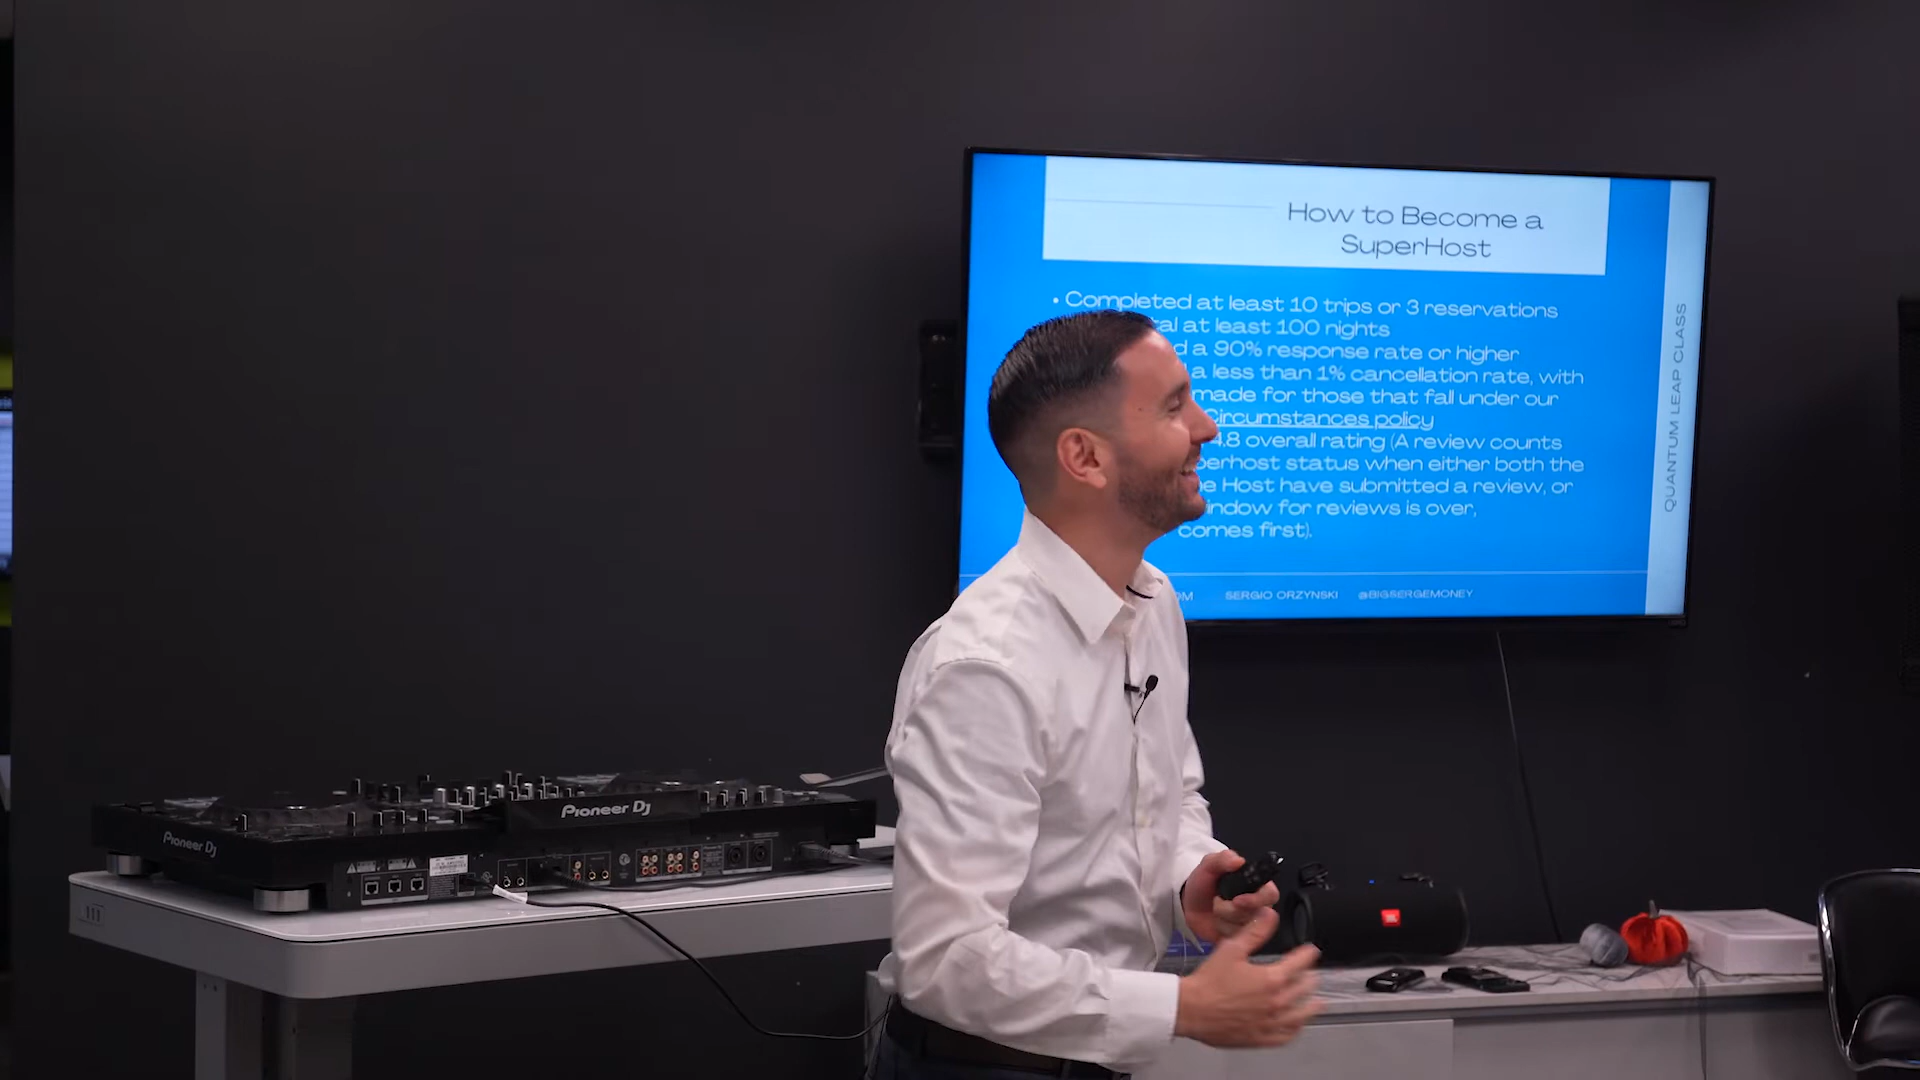 How to Become a
SuperHost
• Completed at least 10 trips or 3 reservations
at least 100 nights
a 90% response rate or higher
a less than 1% cancellation rate, with
made for those that fall under our
Circumstances policy
4.8 overall rating (A review counts
status when either both the
Host have submitted a review, or
for reviews is over,
comes first).
SERGIO ORZYNSKI @BIGSERGEMONEY
QUANTUM LEAP CLASS
Pioneer DJ
Pioneer DJ
JBL